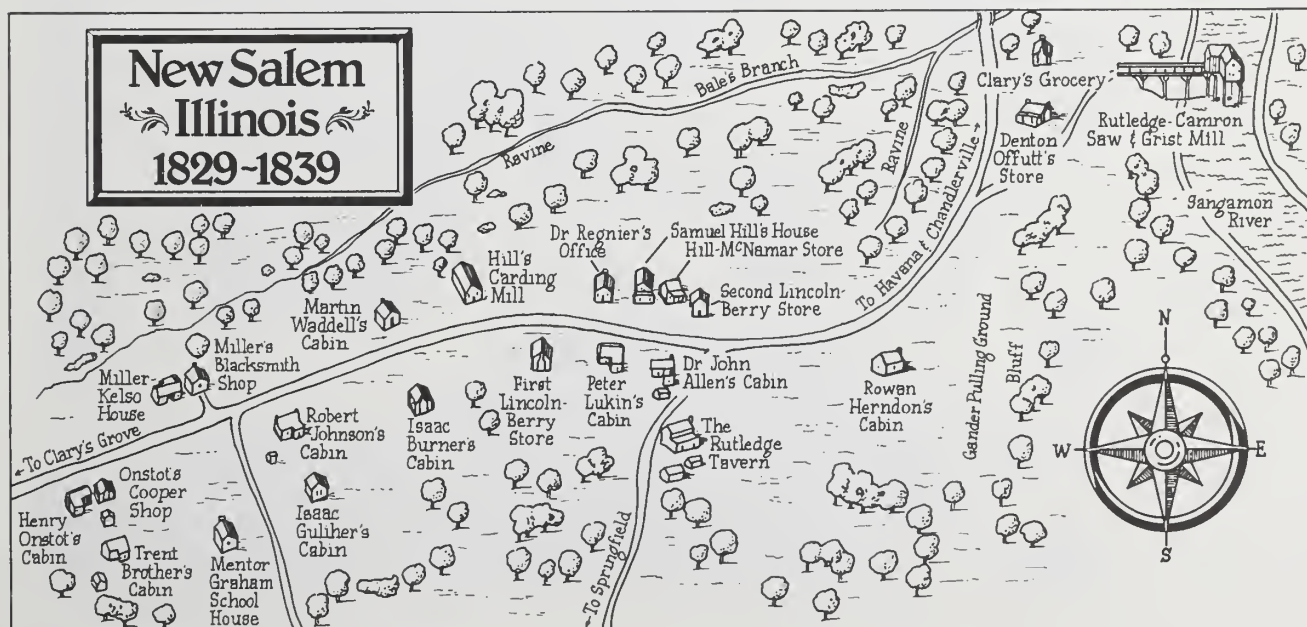 New Salem
Illinois
1829-1839
Bale's Branch
Ravine
Ravine
To Havana & Chandlerville
Clary's Grocery
Denton
Offutt's
Store
Rutledge-Camron
Saw & Grist Mill
Sangamon
River
Dr Regnier's
Office
Samuel Hill's House
Hill-McNamar Store
Second Lincoln-
Berry Store
Hill's
Carding
Mill
Martin
Waddell's
Cabin
Miller's
Blacksmith
Shop
Miller-
Kelso
House
To Clary's Grove
Robert
Johnson's
Cabin
Isaac
Burner's
Cabin
First
Lincoln-
Berry
Store
Peter
Lukin's
Cabin
Dr John
Allen's Cabin
Rowan
Herndon's
Cabin
Gander Pulling Ground
Bluff
The
Rutledge
Tavern
To Springfield
Onstot's
Cooper
Shop
Henry
Onstot's
Cabin
Trent
Brother's
Cabin
Mentor
Graham
School
House
Isaac
Guliher's
Cabin
N
W
E
S